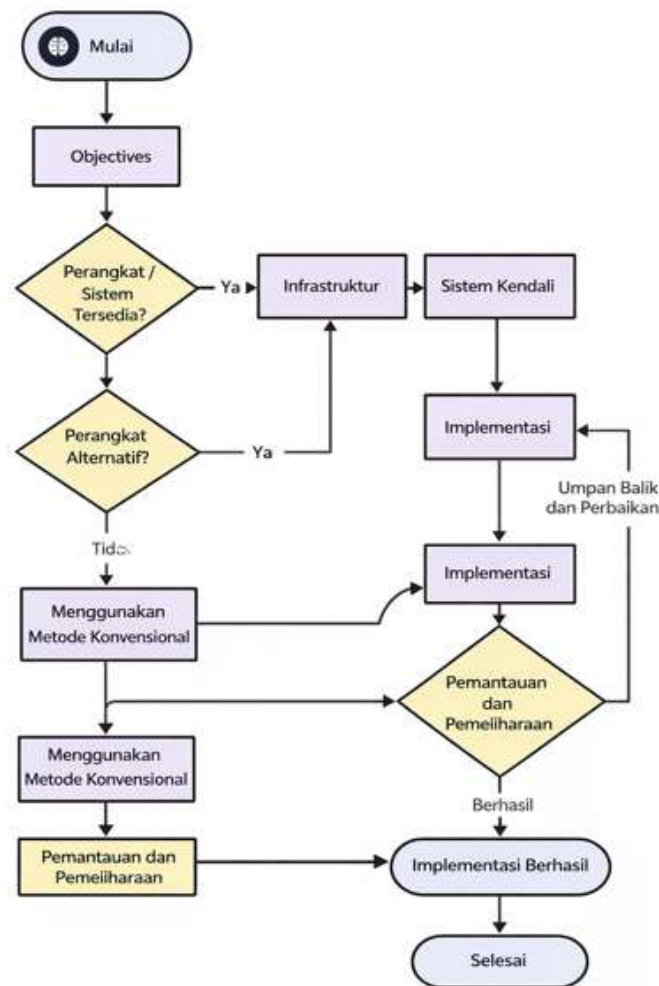 Mulai
Objectives
Perangkat /
Sistem
Tersedia?
Ya
Infrastruktur
Sistem Kendali
Perangkat
Alternatif?
Ya
Implementasi
Umpan Balik
dan Perbaikan
Implementasi
Menggunakan
Metode Konvensional
Pemantauan
dan
Pemeiiharaan
Menggunakan
Metode Konvensional
Berhasil
Pemantauan dan
Pemeiiharaan
Implementasi Berhasil
Selesai